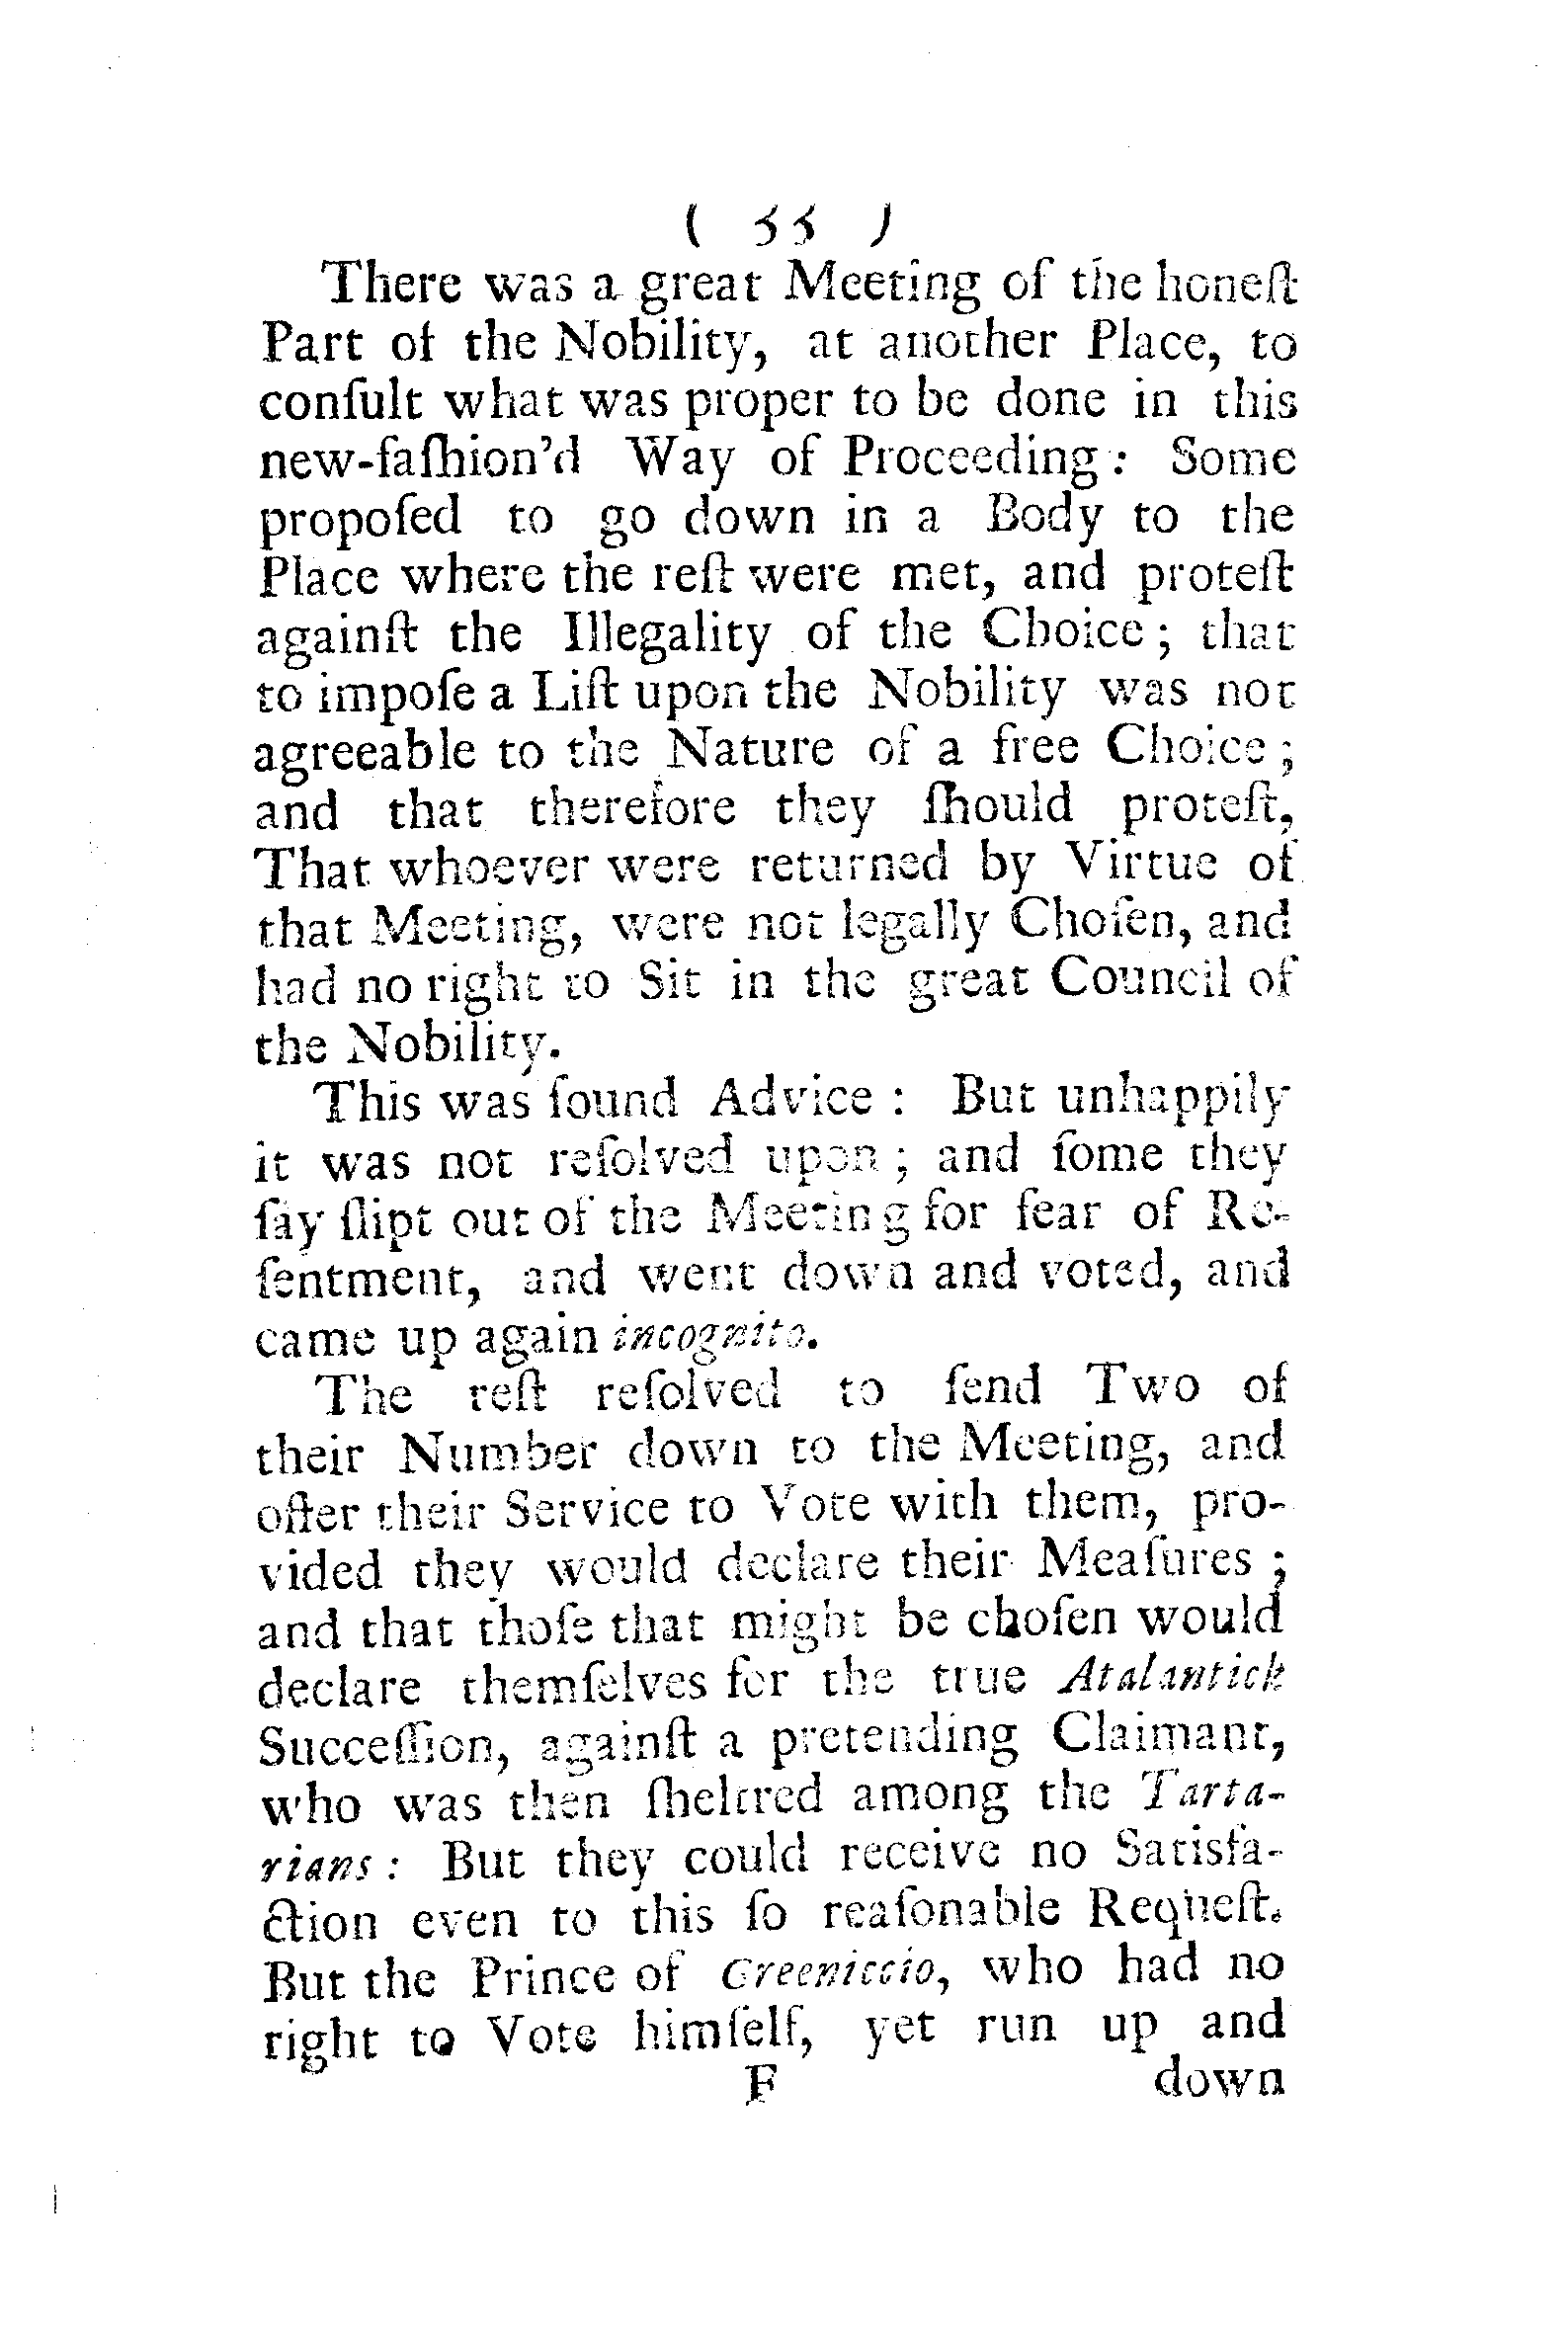 ( 33 )
There was a great Meeting of the honeſt
Part of the Nobility, at another Place, to
conſult what was proper to be done in this
new-faſhion'd Way of Proceeding: Some
propoſed to go down in a Body to the
Place where the reſt were met, and proteſt
againſt the Illegality of the Choice; that
to impoſe a Liſt upon the Nobility was not
agreeable to the Nature of a free Choice;
and that therefore they ſhould proteſt,
That whoever were returned by Virtue of
that Meeting, were not legally Choſen, and
had no right to Sit in the great Council of
the Nobility.
This was ſound Advice: But unhappily
it was not reſolved upon; and ſome they
ſay ſlipt out of the Meeting for fear of Re-
ſentment, and went down and voted, and
came up again incognito.
The reſt reſolved to ſend Two of
their Number down to the Meeting, and
offer their Service to Vote with them, pro-
vided they would declare their Meaſures;
and that thoſe that might be choſen would
declare themſelves for the true Atalantick
Succeſſion, againſt a pretending Claimant,
who was then ſheltred among the Tarta-
rians: But they could receive no Satisfa-
ction even to this ſo reaſonable Requeſt.
But the Prince of Greeniccio, who had no
right to Vote himſelf, yet run up and
F down